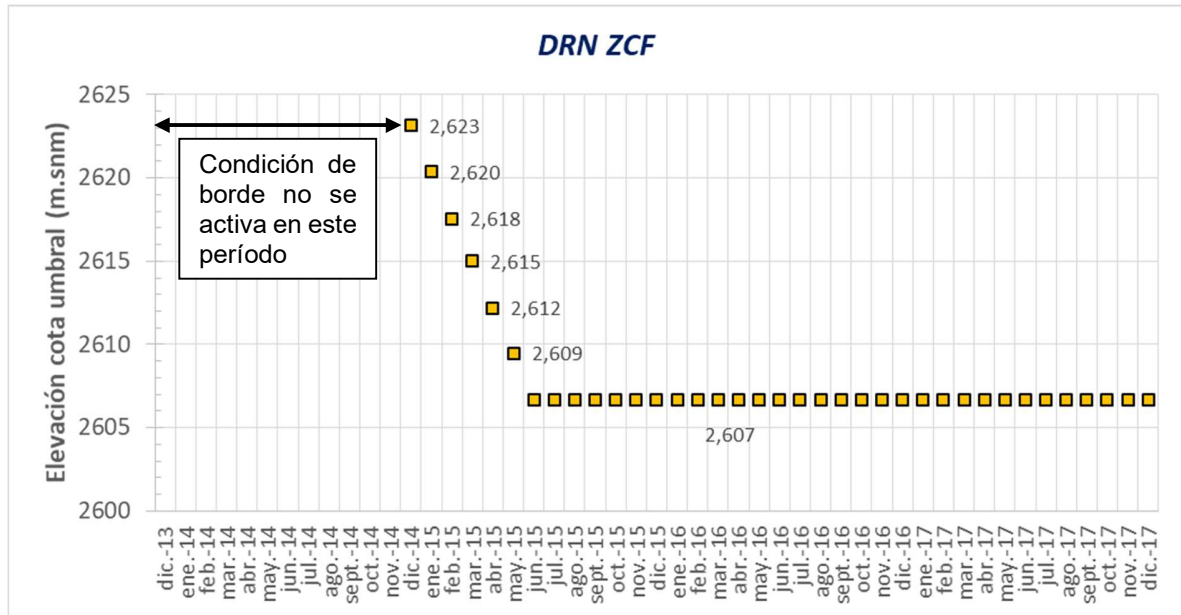 DRN ZCF
Elevación cota umbral (m.snm)
2625
2620
2615
2610
2605
2600
Condición de
borde no se
activa en este
período
2,623
2,620
2,618
2,615
2,612
2,609
2,607
dic.-13
ene.-14
feb.-14
mar.-14
abr.-14
may.-14
jun.-14
jul.-14
ago.-14
sept.-14
oct.-14
nov.-14
dic.-14
ene.-15
feb.-15
mar.-15
abr.-15
may.-15
jun.-15
jul.-15
ago.-15
sept.-15
oct.-15
nov.-15
dic.-15
ene.-16
feb.-16
mar.-16
abr.-16
may.-16
jun.-16
jul.-16
ago.-16
sept.-16
oct.-16
nov.-16
dic.-16
ene.-17
feb.-17
mar.-17
abr.-17
may.-17
jun.-17
jul.-17
ago.-17
sept.-17
oct.-17
nov.-17
dic.-17